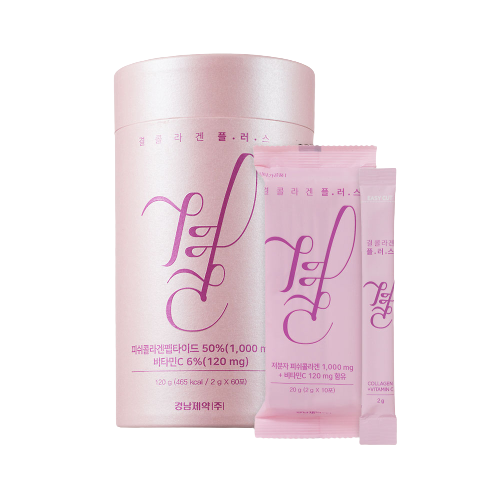 결 콜 라 겐 플.러.스
결
피쉬콜라겐펩타이드 50%(1,000 m
비타민C 6%(120 mg)
120 g (465 kcal / 2 g X 60포)
경남제약(주)
결 콜 라 겐 플.러.스
결
저분자 피쉬콜라겐 1,000 mg
+ 비타민C 120 mg 함유
20 g (2 g X 10포)
결콜라겐
플.러.스
결
COLLAGEN
+VITAMIN C
2 g